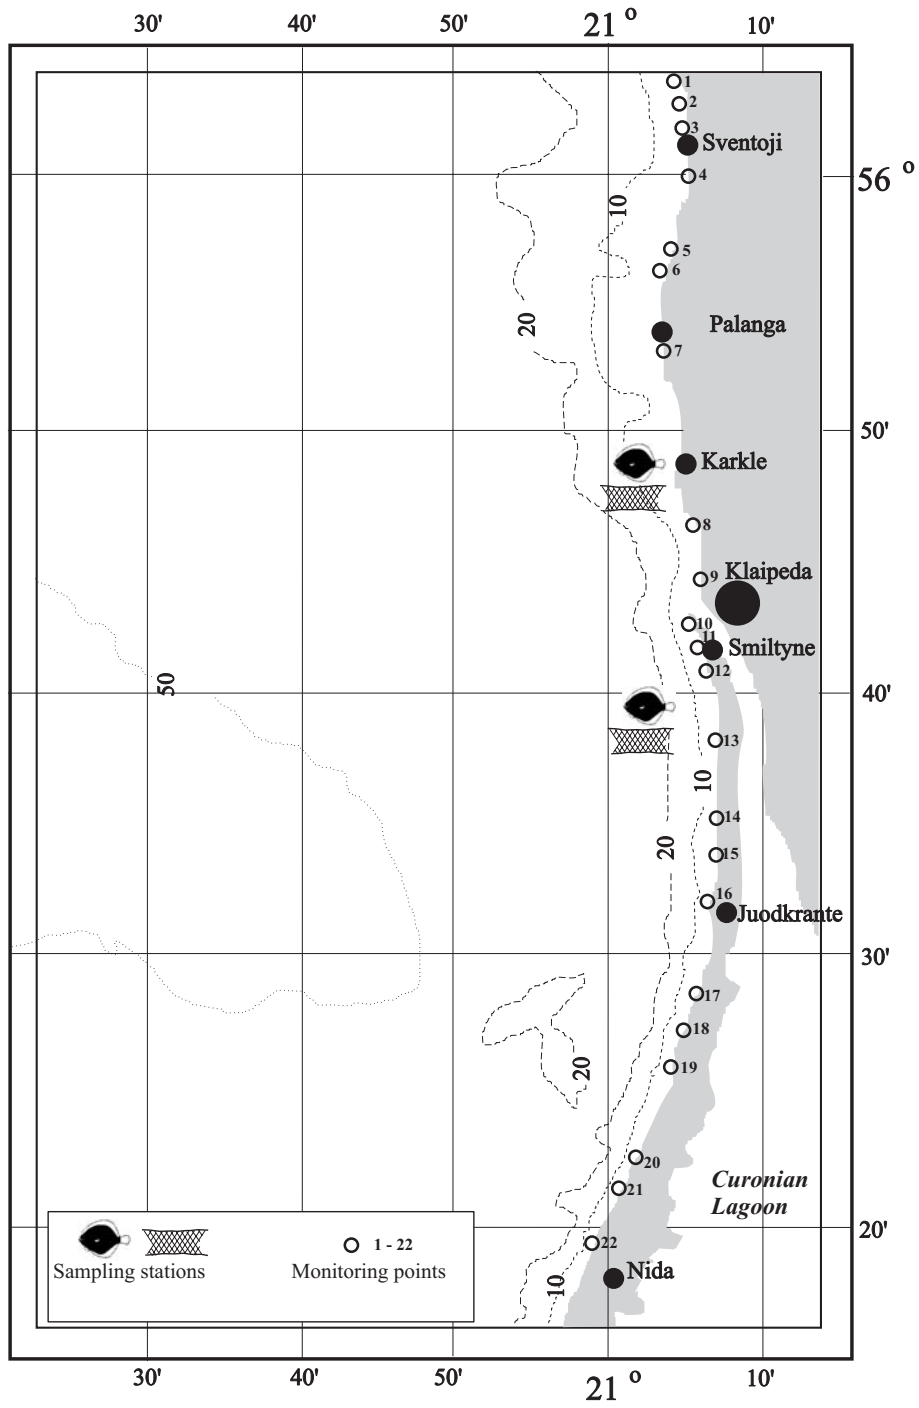 30' 40' 50' 21 o 10'
1
2
3
Sventoji
4
56 o
10
5
6
20
Palanga
7
50'
Karkle
8
Klaipeda
9
10
11
Smiltyne
12
50
40'
13
10
14
20
15
16
Juodkrante
30'
17
18
20
19
20
Curonian
Lagoon
21
20'
22
1 - 22
Sampling stations Monitoring points
Nida
10
30' 40' 50' 21 o 10'